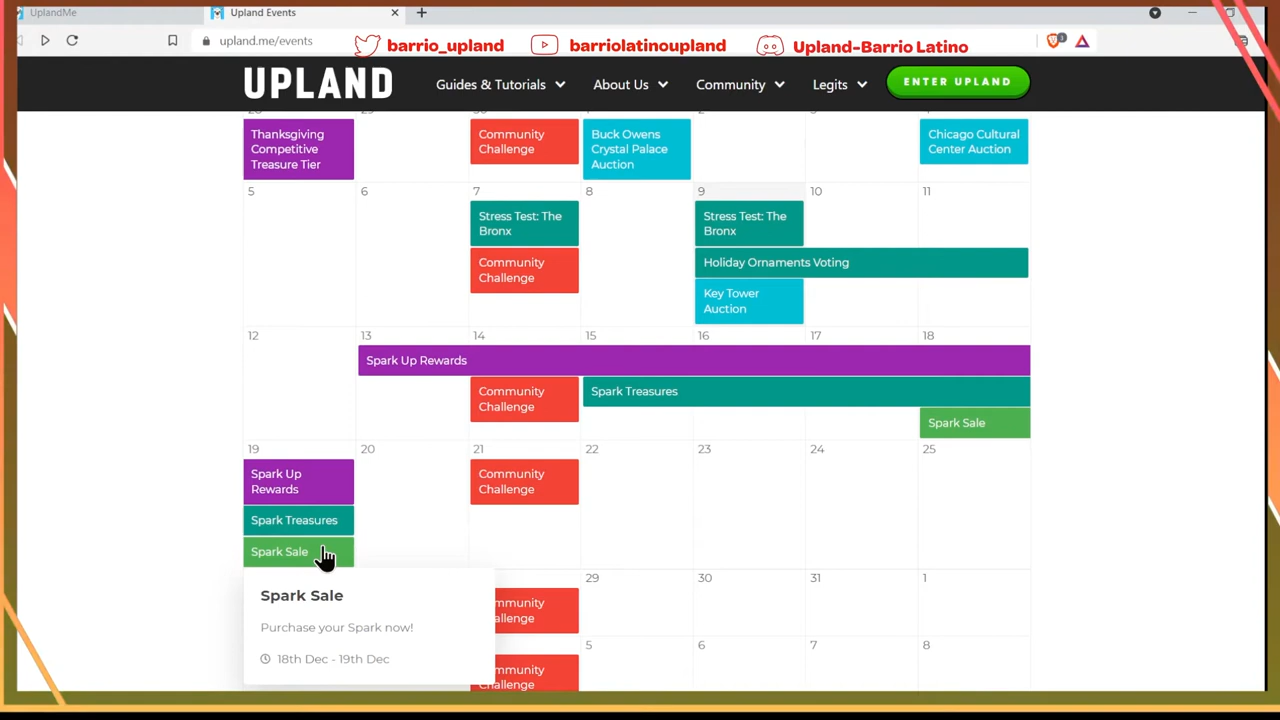 UplandMe
Upland Events
upland.me/events
barrio_upland
barriolatinoupland
Upland-Barrio Latino
UPLAND
Guides & Tutorials
About Us
Community
Legits
ENTER UPLAND
Thanksgiving
Competitive
Treasure Tier
Community
Challenge
Buck Owens
Crystal Palace
Auction
Chicago Cultural
Center Auction
5
6
7
8
9
10
11
Stress Test: The
Bronx
Stress Test: The
Bronx
Community
Challenge
Holiday Ornaments Voting
Key Tower
Auction
12
13
14
15
16
17
18
Spark Up Rewards
Community
Challenge
Spark Treasures
Spark Sale
19
20
21
22
23
24
25
Spark Up
Rewards
Community
Challenge
Spark Treasures
Spark Sale
29
30
31
1
Spark Sale
Purchase your Spark now!
18th Dec - 19th Dec
5
6
7
8
Challenge